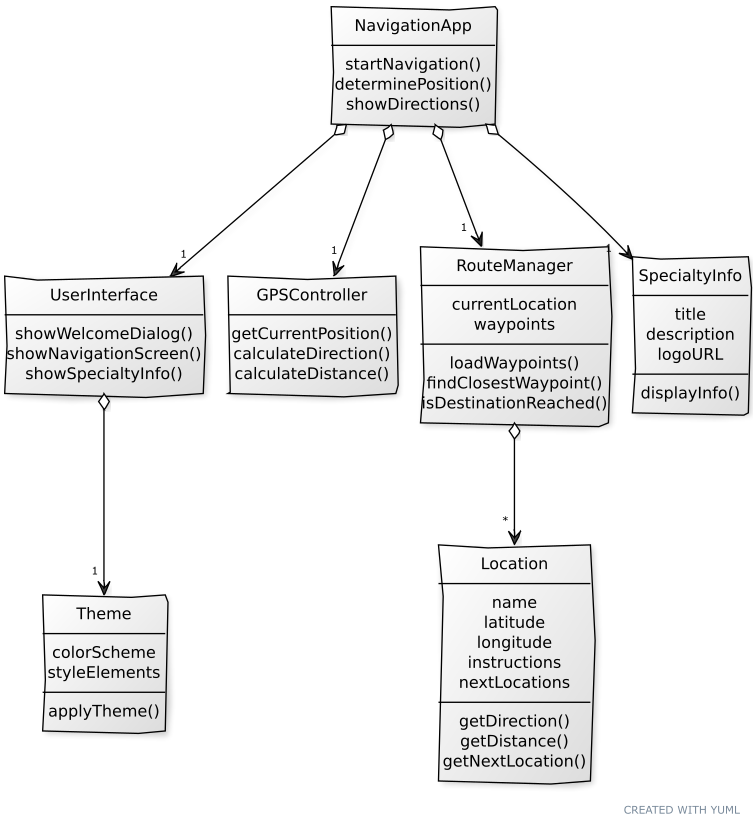 NavigationApp
startNavigation()
determinePosition()
showDirections()
1
1
1
1
UserInterface
showWelcomeDialog()
showNavigationScreen()
showSpecialtyInfo()
GPSController
getCurrentPosition()
calculateDirection()
calculateDistance()
RouteManager
currentLocation
waypoints
loadWaypoints()
findClosestWaypoint()
isDestinationReached()
SpecialtyInfo
title
description
logoURL
displayInfo()
1
*
Theme
colorScheme
styleElements
applyTheme()
Location
name
latitude
longitude
instructions
nextLocations
getDirection()
getDistance()
getNextLocation()
CREATED WITH YUML